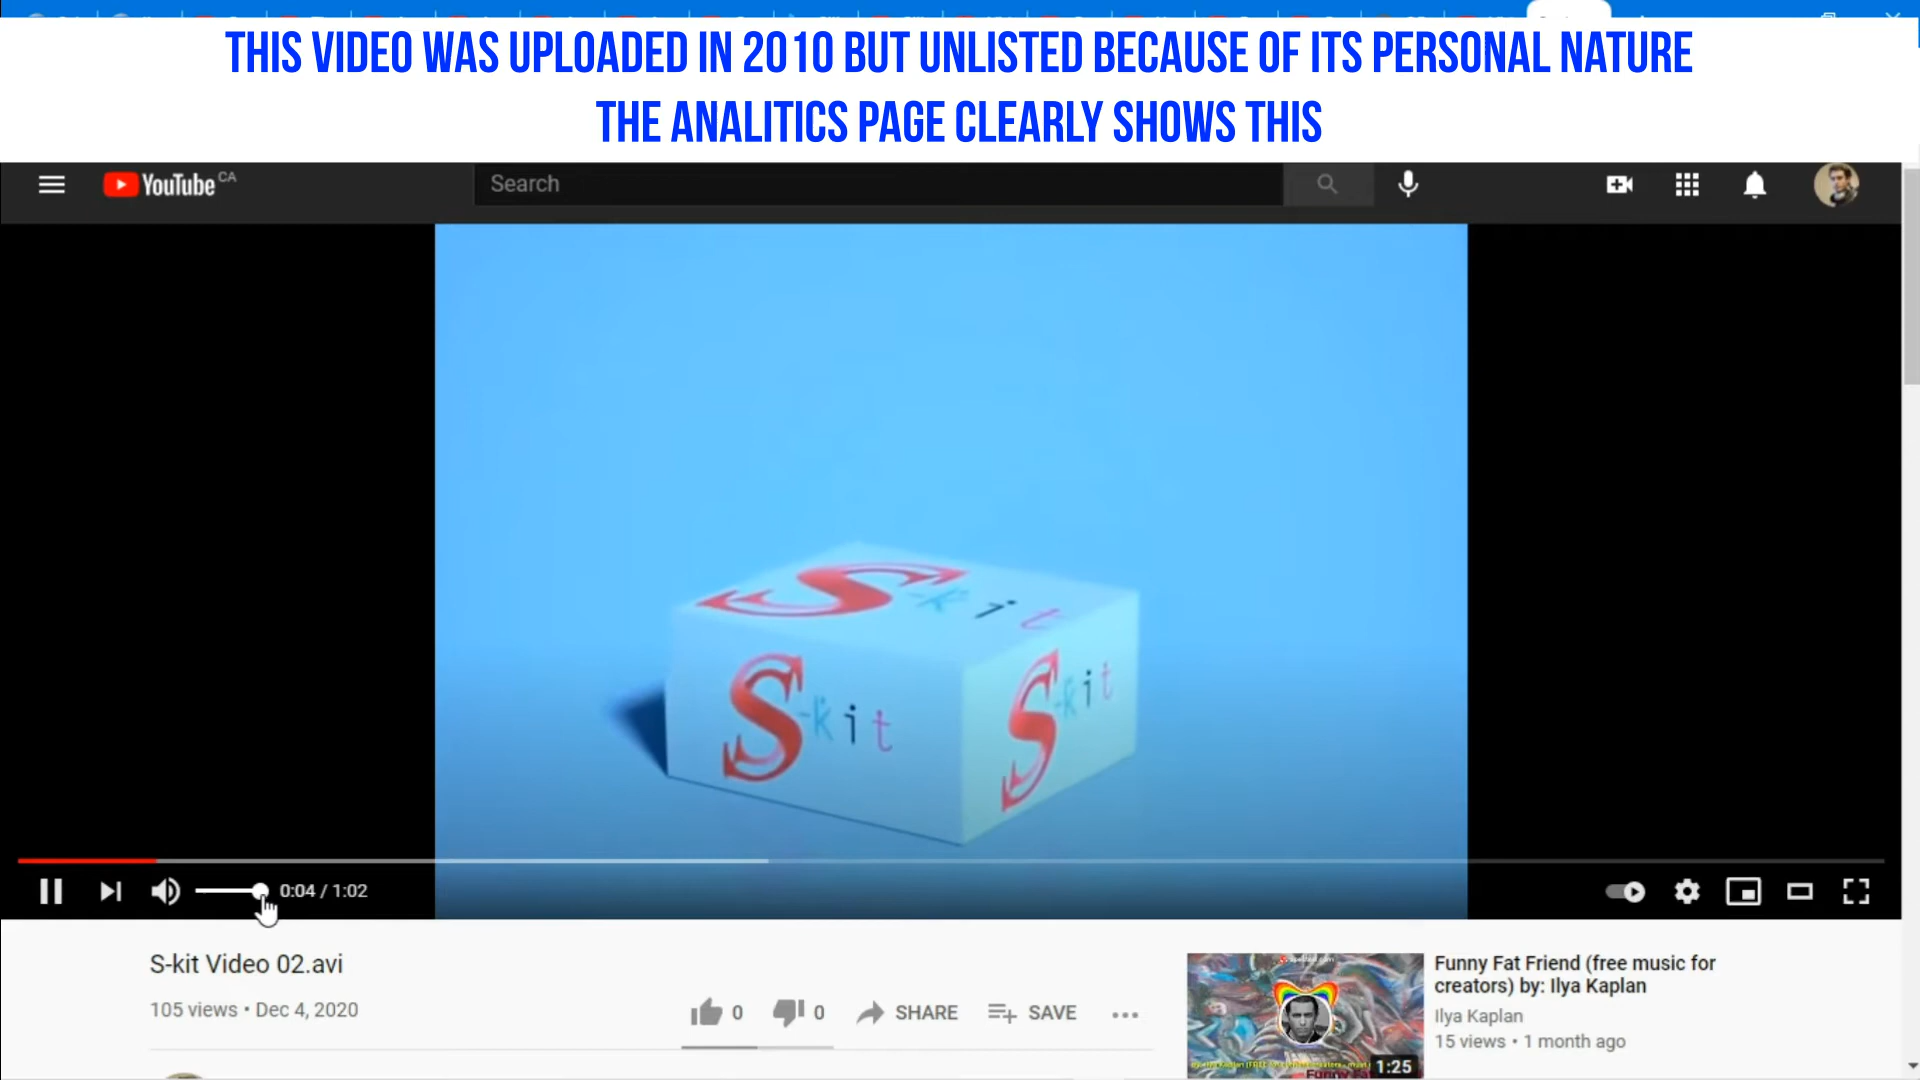 THIS VIDEO WAS UPLOADED IN 2010 BUT UNLISTED BECAUSE OF ITS PERSONAL NATURE
THE ANALITICS PAGE CLEARLY SHOWS THIS
YouTube CA
Search
S-kit
S-kit
S-kit
0:04 / 1:02
S-kit Video 02.avi
105 views • Dec 4, 2020
0
0
SHARE
SAVE
1:25
Funny Fat Friend (free music for
creators) by: Ilya Kaplan
Ilya Kaplan
15 views • 1 month ago